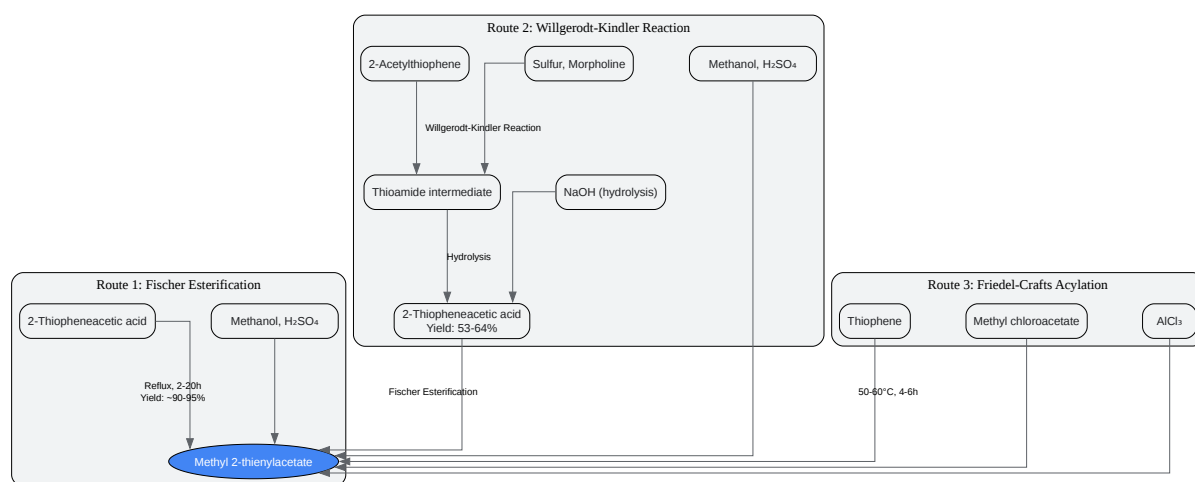 Route 2: Willgerodt-Kindler Reaction
2-Acetylthiophene
Sulfur, Morpholine
Methanol, H₂SO₄
Willgerodt-Kindler Reaction
Thioamide intermediate
NaOH (hydrolysis)
Hydrolysis
2-Thiopheneacetic acid
Yield: 53-64%
Fischer Esterification
Route 1: Fischer Esterification
2-Thiopheneacetic acid
Methanol, H₂SO₄
Reflux, 2-20h
Yield: ~90-95%
Methyl 2-thienylacetate
Route 3: Friedel-Crafts Acylation
Thiophene
Methyl chloroacetate
AlCl₃
50-60°C, 4-6h